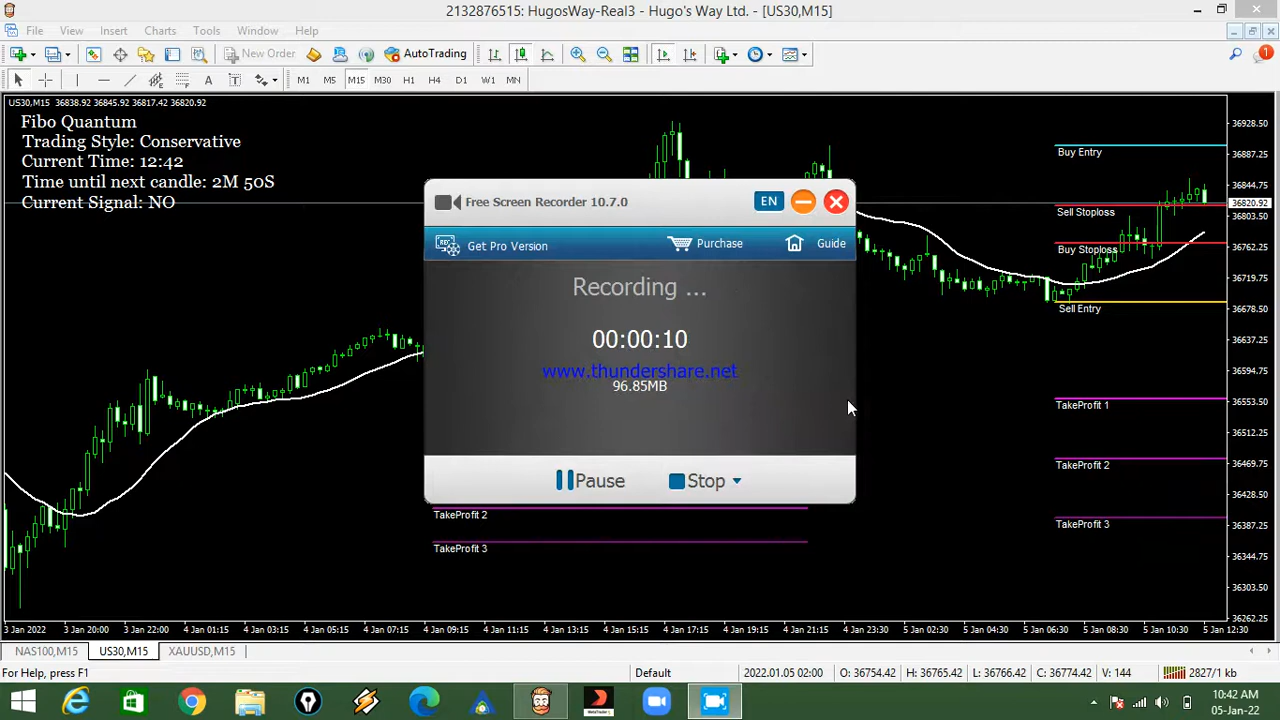 2132876515: HugosWay-Real3 - Hugo's Way Ltd. - [US30,M15]
File View Insert Charts Tools Window Help
New Order AutoTrading 1
A T M1 M5 M15 M30 H1 H4 D1 W1 MN
US30,M15 36838.92 36845.92 36817.42 36820.92
Fibo Quantum
Trading Style: Conservative
Current Time: 12:42
Time until next candle: 2M 50S
Current Signal: NO
Free Screen Recorder 10.7.0 EN
Get Pro Version Purchase Guide
Recording ...
00:00:10
www.thundershare.net
96.85MB
Pause Stop
TakeProfit 2
TakeProfit 3
Buy Entry
Sell Stoploss
Buy Stoploss
Sell Entry
TakeProfit 1
TakeProfit 2
TakeProfit 3
36928.50
36887.25
36844.75
36820.92
36803.50
36762.25
36719.75
36678.50
36637.25
36594.75
36553.50
36512.25
36469.75
36428.50
36387.25
36344.75
36303.50
36262.25
3 Jan 2022 3 Jan 20:00 3 Jan 22:00 4 Jan 01:15 4 Jan 03:15 4 Jan 05:15 4 Jan 07:15 4 Jan 09:15 4 Jan 11:15 4 Jan 13:15 4 Jan 15:15 4 Jan 17:15 4 Jan 19:15 4 Jan 21:15 4 Jan 23:30 5 Jan 02:30 5 Jan 04:30 5 Jan 06:30 5 Jan 08:30 5 Jan 10:30 5 Jan 12:30
NAS100,M15 US30,M15 XAUUSD,M15
For Help, press F1 Default 2022.01.05 02:00 O: 36754.42 H: 36765.42 L: 36766.42 C: 36774.42 V: 144 2827/1 kb
10:42 AM
05-Jan-22